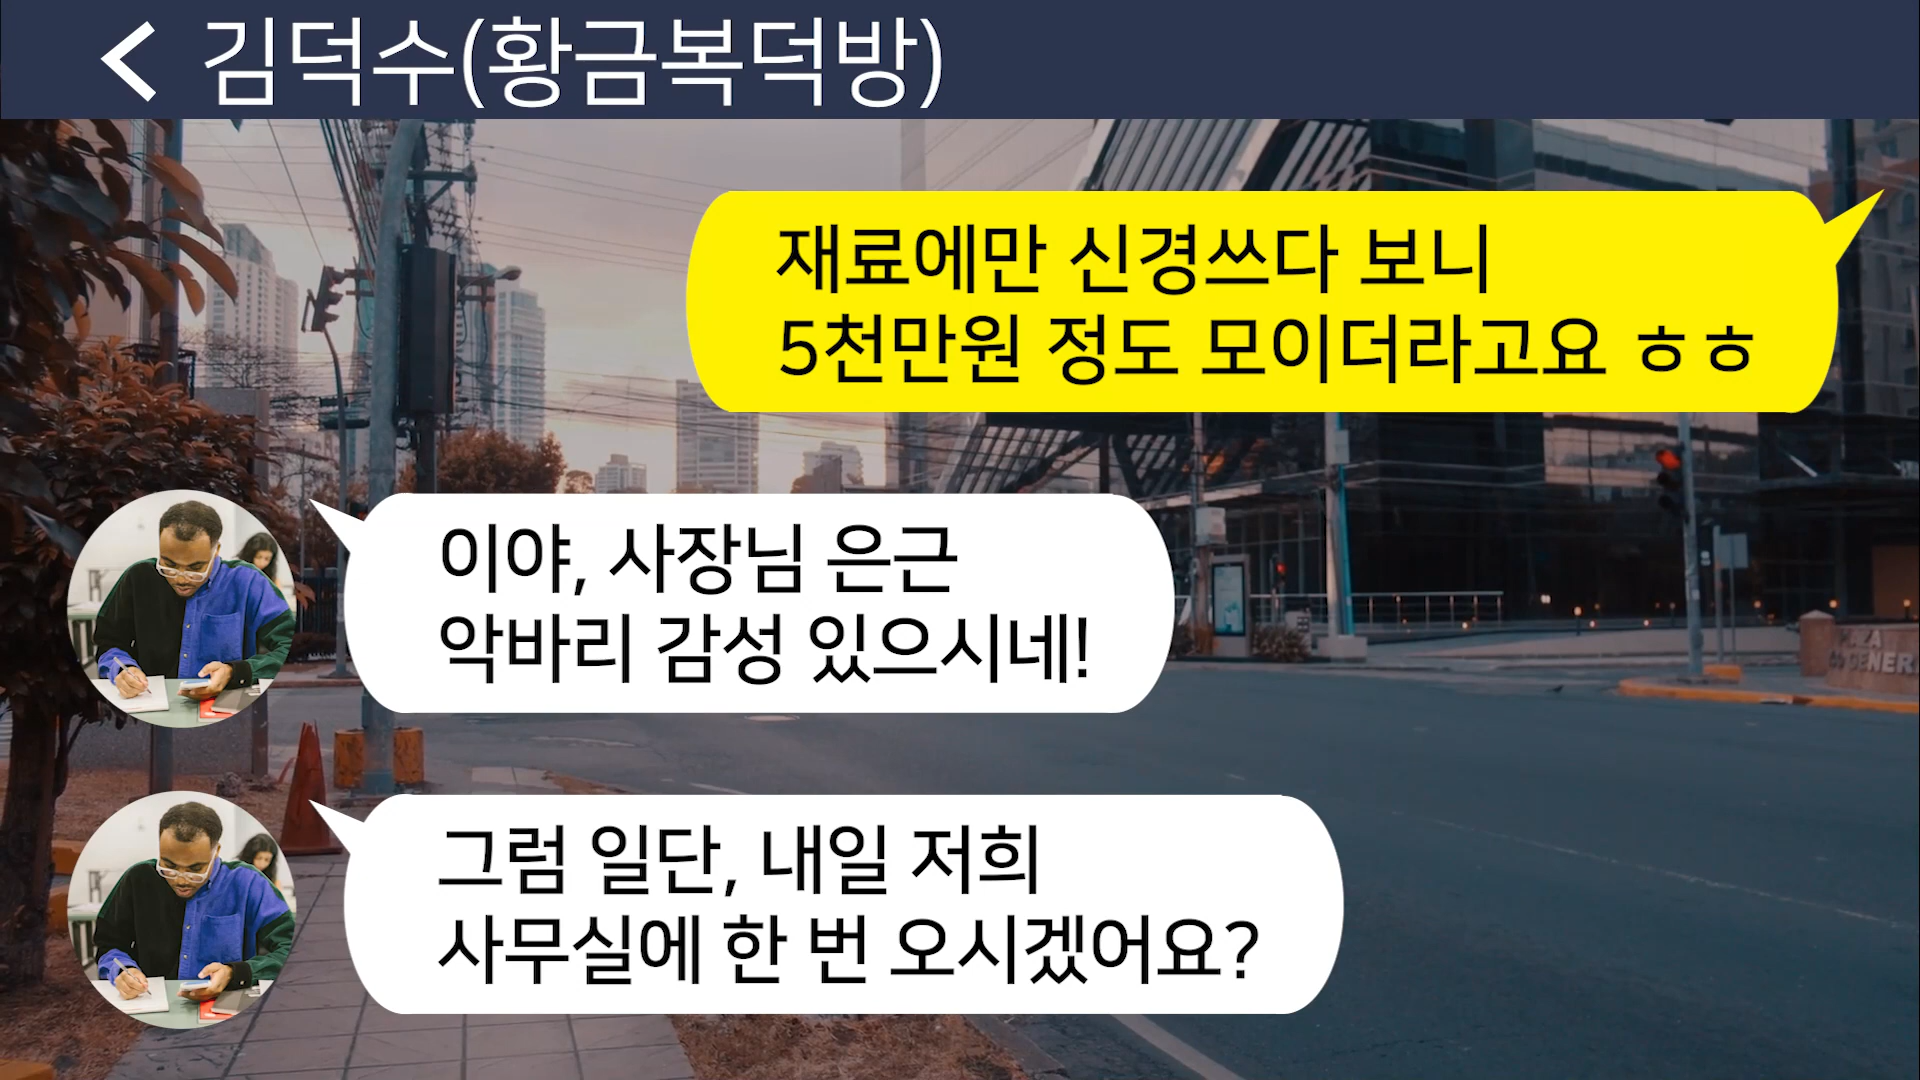 김덕수(황금복덕방)
재료에만 신경쓰다 보니
5천만원 정도 모이더라고요 ㅎㅎ
이야, 사장님 은근
악바리 감성 있으시네!
그럼 일단, 내일 저희
사무실에 한 번 오시겠어요?